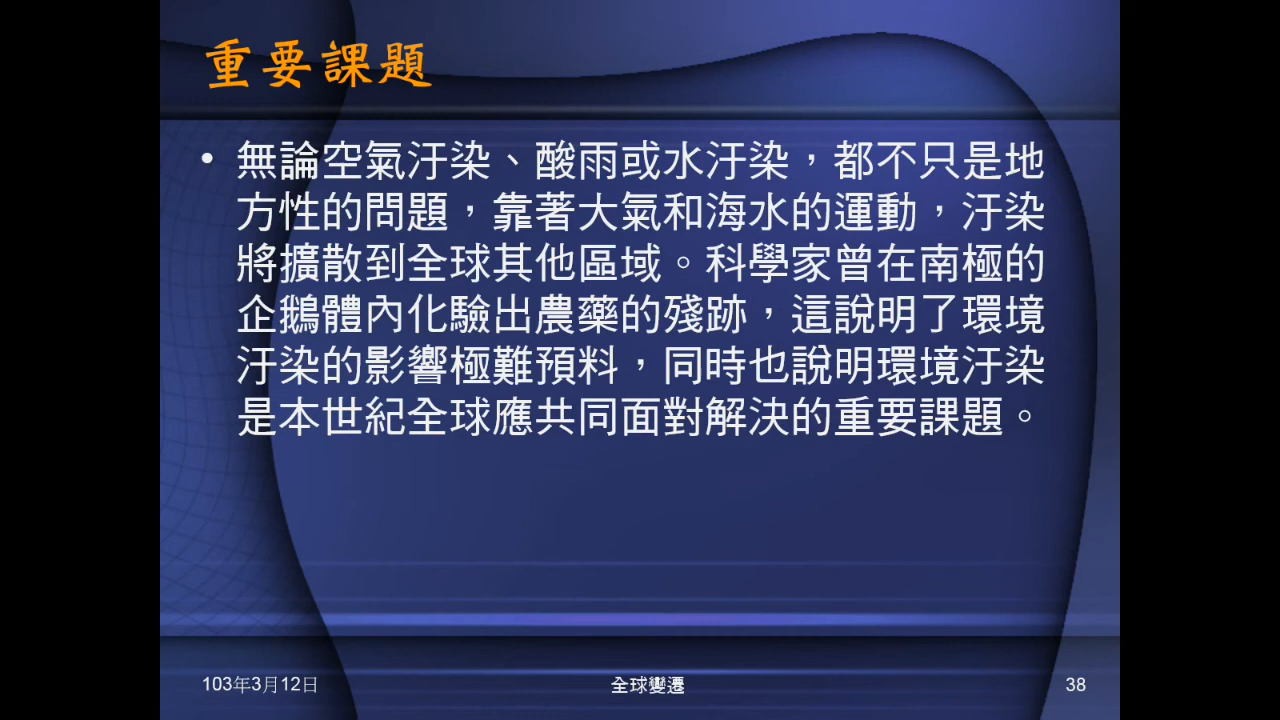 重要課題
• 無論空氣汙染、酸雨或水汙染，都不只是地
方性的問題，靠著大氣和海水的運動，汙染
將擴散到全球其他區域。科學家曾在南極的
企鵝體內化驗出農藥的殘跡，這說明了環境
汙染的影響極難預料，同時也說明環境汙染
是本世紀全球應共同面對解決的重要課題。
103年3月12日
全球變遷
38